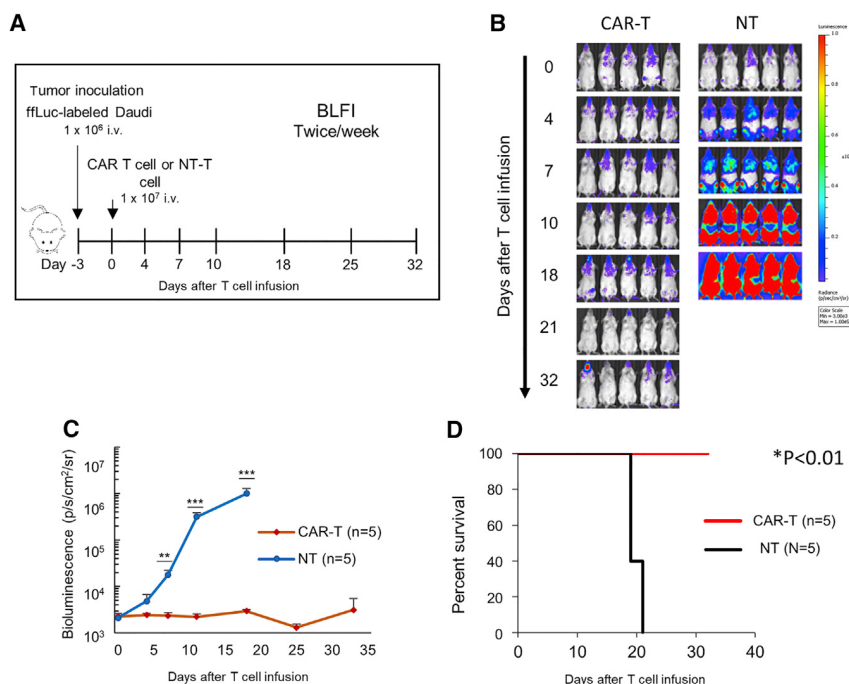 A
Tumor inoculation
ffLuc-labeled Daudi
1 x 10⁶ i.v.
BLFI
Twice/week
CAR T cell or NT-T
cell
1 x 10⁷ i.v.
Day -3 0 4 7 10 18 25 32
Days after T cell infusion
B
CAR-T NT
Days after T cell infusion
0
4
7
10
18
21
32
Luminescence
1.0
0.8
0.6
0.4
0.2
Radiance
(p/sec/cm²/sr)
Color Scale
Min = 3.00e3
C
Bioluminescence (p/s/cm²/sr)
10⁷
10⁶
10⁵
10⁴
10³
**
***
***
CAR-T (n=5)
NT (n=5)
0 5 10 15 20 25 30 35
Days after T cell infusion
D
*P<0.01
Percent survival
100
80
60
40
20
0
CAR-T (n=5)
NT (N=5)
0 20 30 40
Days after T cell infusion